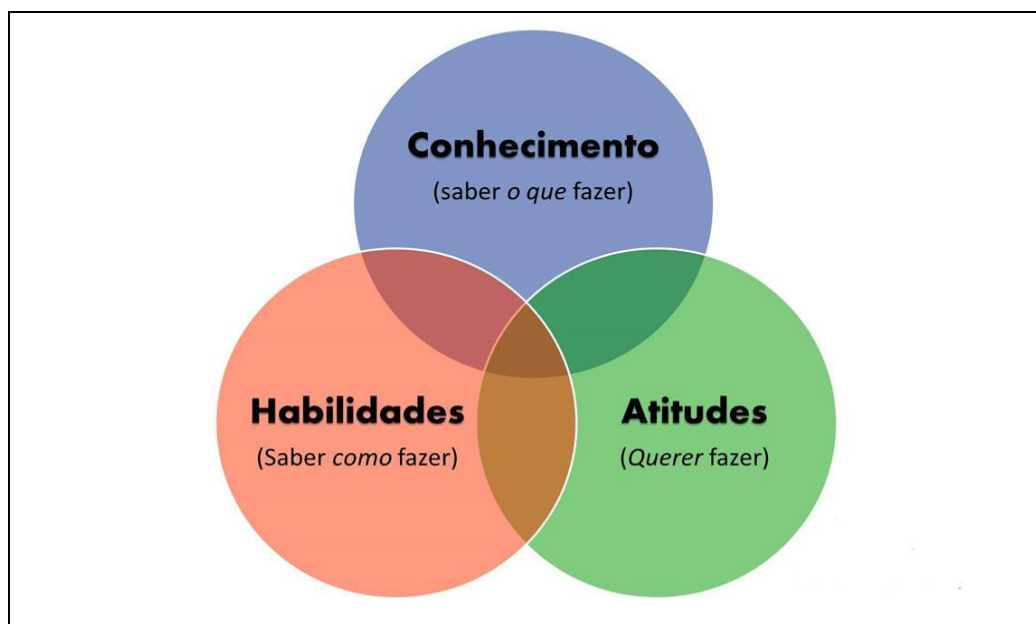 Conhecimento
(saber o que fazer)
Habilidades
(Saber como fazer)
Atitudes
(Querer fazer)